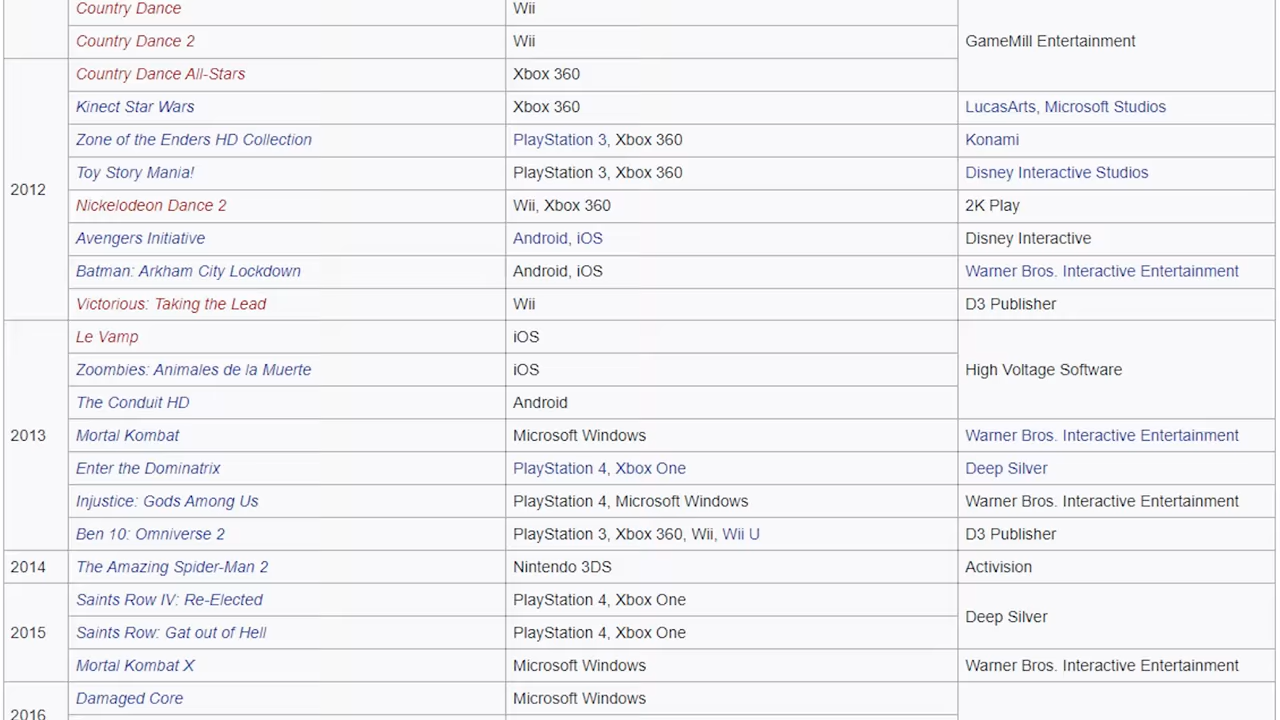 Country Dance Wii
Country Dance 2 Wii GameMill Entertainment
Country Dance All-Stars Xbox 360
Kinect Star Wars Xbox 360 LucasArts, Microsoft Studios
Zone of the Enders HD Collection PlayStation 3, Xbox 360 Konami
Toy Story Mania! PlayStation 3, Xbox 360 Disney Interactive Studios
2012
Nickelodeon Dance 2 Wii, Xbox 360 2K Play
Avengers Initiative Android, iOS Disney Interactive
Batman: Arkham City Lockdown Android, iOS Warner Bros. Interactive Entertainment
Victorious: Taking the Lead Wii D3 Publisher
Le Vamp iOS
Zoombies: Animales de la Muerte iOS High Voltage Software
The Conduit HD Android
2013 Mortal Kombat Microsoft Windows Warner Bros. Interactive Entertainment
Enter the Dominatrix PlayStation 4, Xbox One Deep Silver
Injustice: Gods Among Us PlayStation 4, Microsoft Windows Warner Bros. Interactive Entertainment
Ben 10: Omniverse 2 PlayStation 3, Xbox 360, Wii, Wii U D3 Publisher
2014 The Amazing Spider-Man 2 Nintendo 3DS Activision
Saints Row IV: Re-Elected PlayStation 4, Xbox One
Deep Silver
2015 Saints Row: Gat out of Hell PlayStation 4, Xbox One
Mortal Kombat X Microsoft Windows Warner Bros. Interactive Entertainment
Damaged Core Microsoft Windows
2016